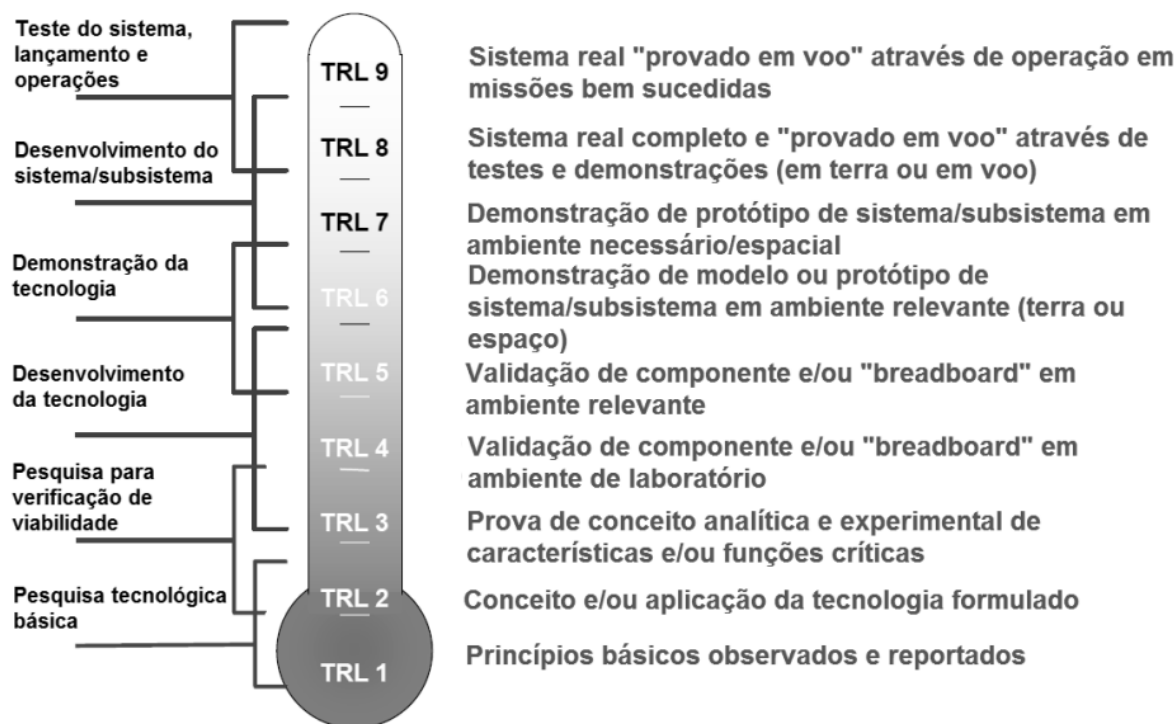 Teste do sistema,
lançamento e
operações
Desenvolvimento do
sistema/subsistema
Demonstração da
tecnologia
Desenvolvimento
da tecnologia
Pesquisa para
verificação de
viabilidade
Pesquisa tecnológica
básica
TRL 9
TRL 8
TRL 7
TRL 6
TRL 5
TRL 4
TRL 3
TRL 2
TRL 1
Sistema real "provado em voo" através de operação em
missões bem sucedidas
Sistema real completo e "provado em voo" através de
testes e demonstrações (em terra ou em voo)
Demonstração de protótipo de sistema/subsistema em
ambiente necessário/espacial
Demonstração de modelo ou protótipo de
sistema/subsistema em ambiente relevante (terra ou
espaço)
Validação de componente e/ou "breadboard" em
ambiente relevante
Validação de componente e/ou "breadboard" em
ambiente de laboratório
Prova de conceito analítica e experimental de
características e/ou funções críticas
Conceito e/ou aplicação da tecnologia formulado
Princípios básicos observados e reportados